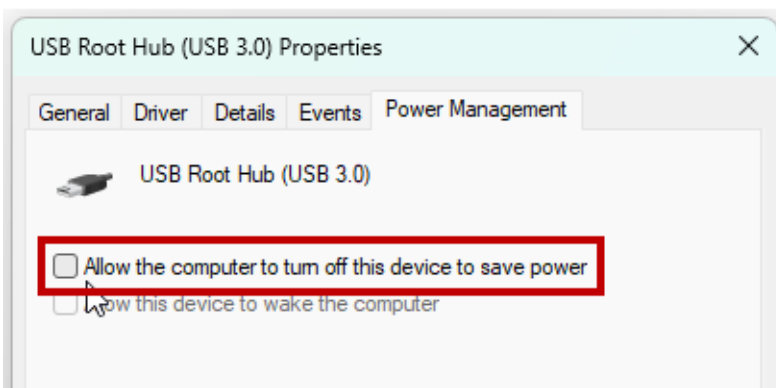 USB Root Hub (USB 3.0) Properties
General Driver Details Events Power Management
USB Root Hub (USB 3.0)
Allow the computer to turn off this device to save power
Allow this device to wake the computer